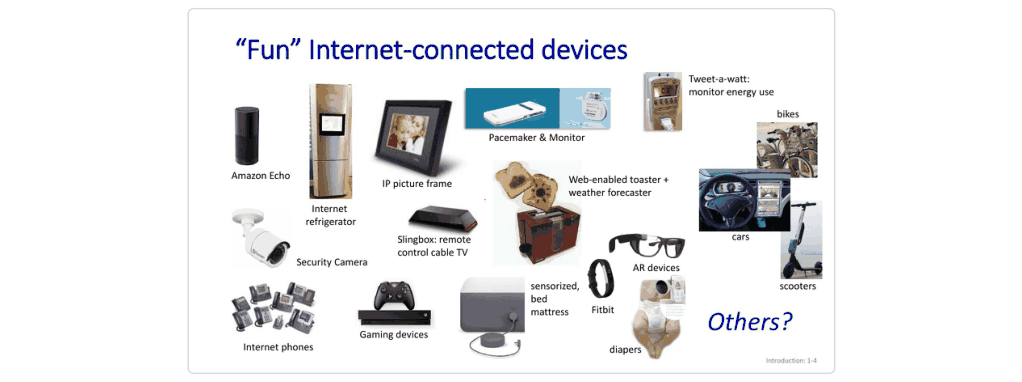 “Fun” Internet-connected devices
Tweet-a-watt:
monitor energy use
bikes
Pacemaker & Monitor
Amazon Echo
IP picture frame
Web-enabled toaster +
weather forecaster
Internet
refrigerator
Slingbox: remote
control cable TV
cars
Security Camera
AR devices
scooters
sensorized,
bed
mattress
Fitbit
Others?
Gaming devices
Internet phones
diapers
Introduction: 1-4